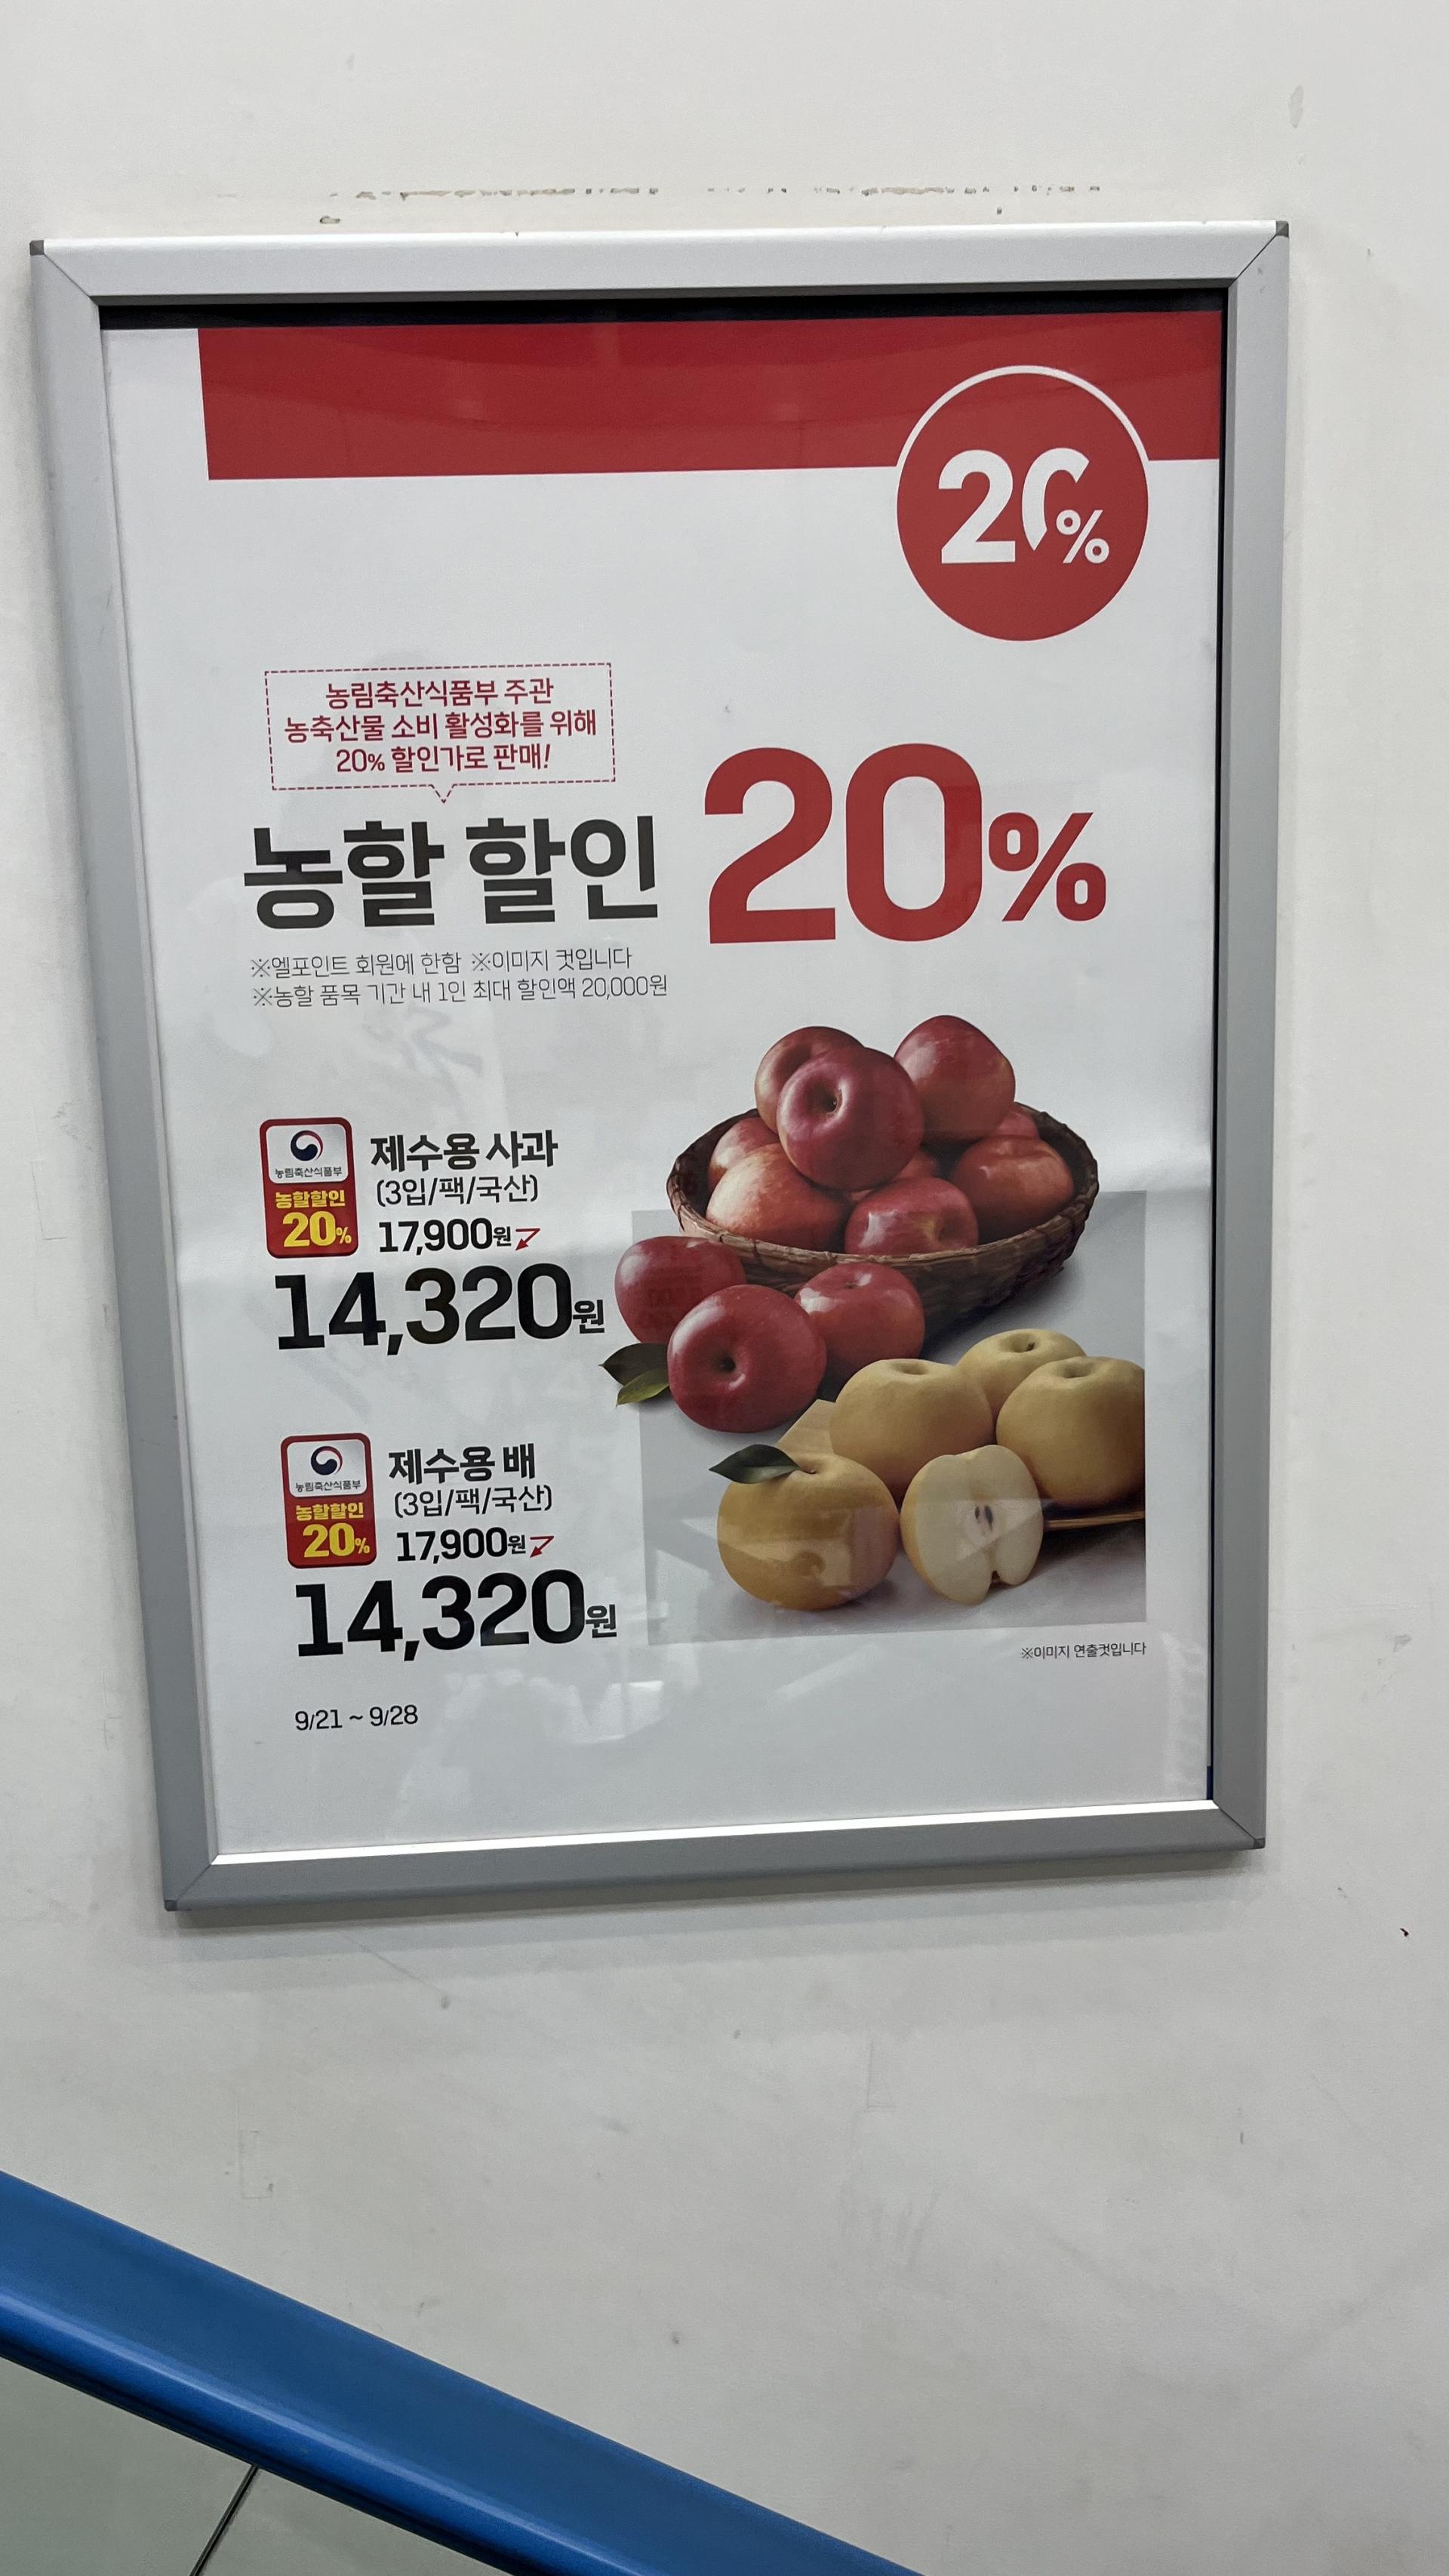 20%
농림축산식품부 주관
농축산물 소비 활성화를 위해
20% 할인가로 판매!
농할 할인 20%
※엘포인트 회원에 한함 ※이미지 컷입니다
※농할 품목 기간 내 1인 최대 할인액 20,000원
농림축산식품부
농할할인
20%
제수용 사과
(3입/팩/국산)
17,900원
14,320원
농림축산식품부
농할할인
20%
제수용 배
(3입/팩/국산)
17,900원
14,320원
※이미지 연출컷입니다
9/21 ~ 9/28